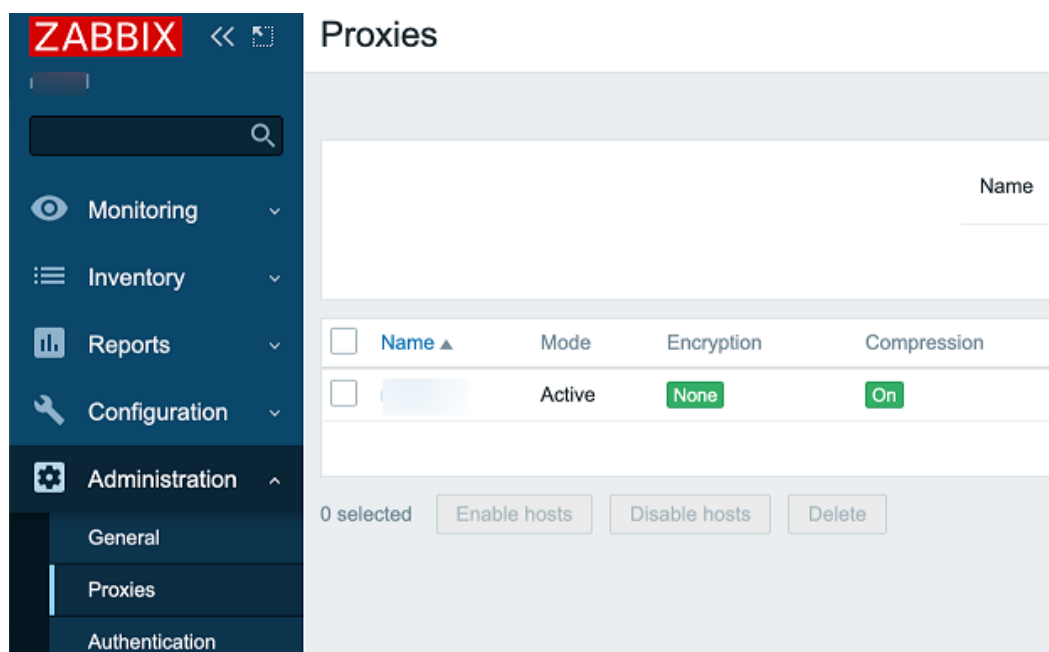 ZABBIX
Proxies
Name
Monitoring
Inventory
Reports
Configuration
Administration
General
Proxies
Authentication
Name Mode Encryption Compression
Active None On
0 selected Enable hosts Disable hosts Delete